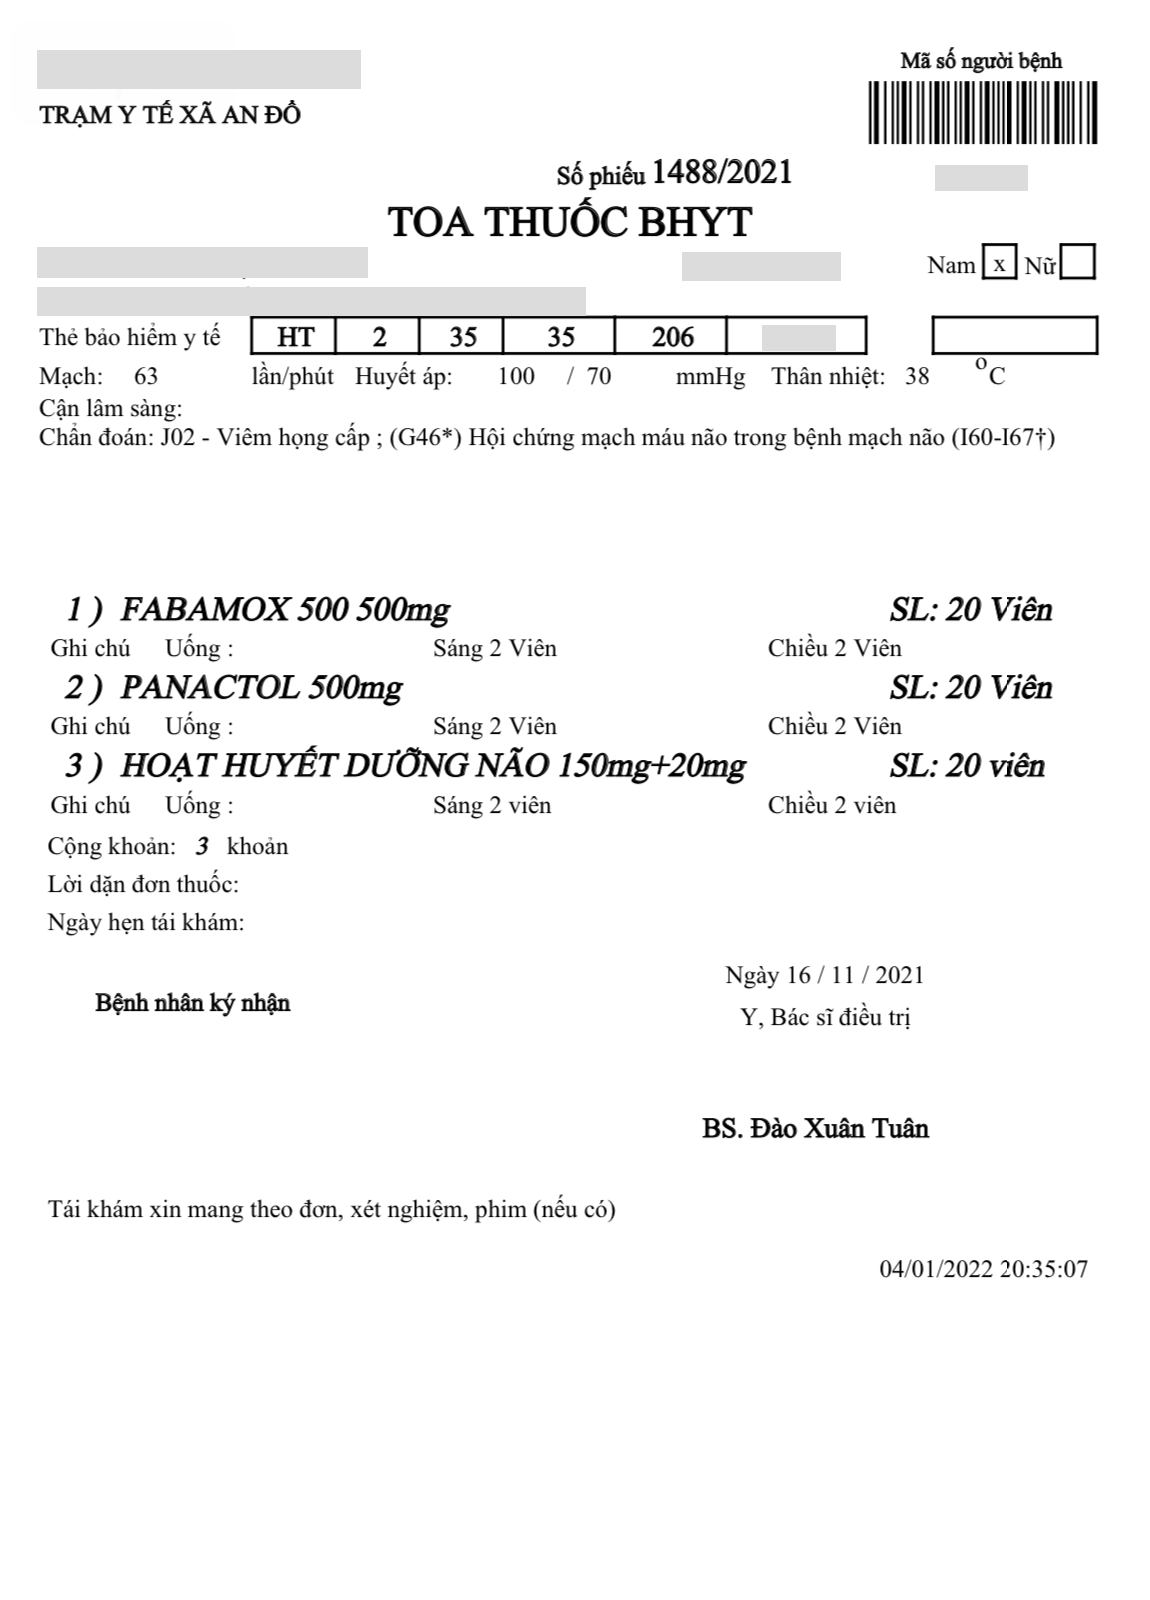 Mã số người bệnh
TRẠM Y TẾ XÃ AN ĐỔ
Số phiếu 1488/2021
TOA THUỐC BHYT
Nam x Nữ
Thẻ bảo hiểm y tế HT 2 35 35 206
Mạch: 63 lần/phút Huyết áp: 100 / 70 mmHg Thân nhiệt: 38 oC
Cận lâm sàng:
Chẩn đoán: J02 - Viêm họng cấp ; (G46*) Hội chứng mạch máu não trong bệnh mạch não (I60-I67†)
1 ) FABAMOX 500 500mg SL: 20 Viên
Ghi chú Uống : Sáng 2 Viên Chiều 2 Viên
2 ) PANACTOL 500mg SL: 20 Viên
Ghi chú Uống : Sáng 2 Viên Chiều 2 Viên
3 ) HOẠT HUYẾT DƯỠNG NÃO 150mg+20mg SL: 20 viên
Ghi chú Uống : Sáng 2 viên Chiều 2 viên
Cộng khoản: 3 khoản
Lời dặn đơn thuốc:
Ngày hẹn tái khám:
Ngày 16 / 11 / 2021
Bệnh nhân ký nhận
Y, Bác sĩ điều trị
BS. Đào Xuân Tuân
Tái khám xin mang theo đơn, xét nghiệm, phim (nếu có)
04/01/2022 20:35:07